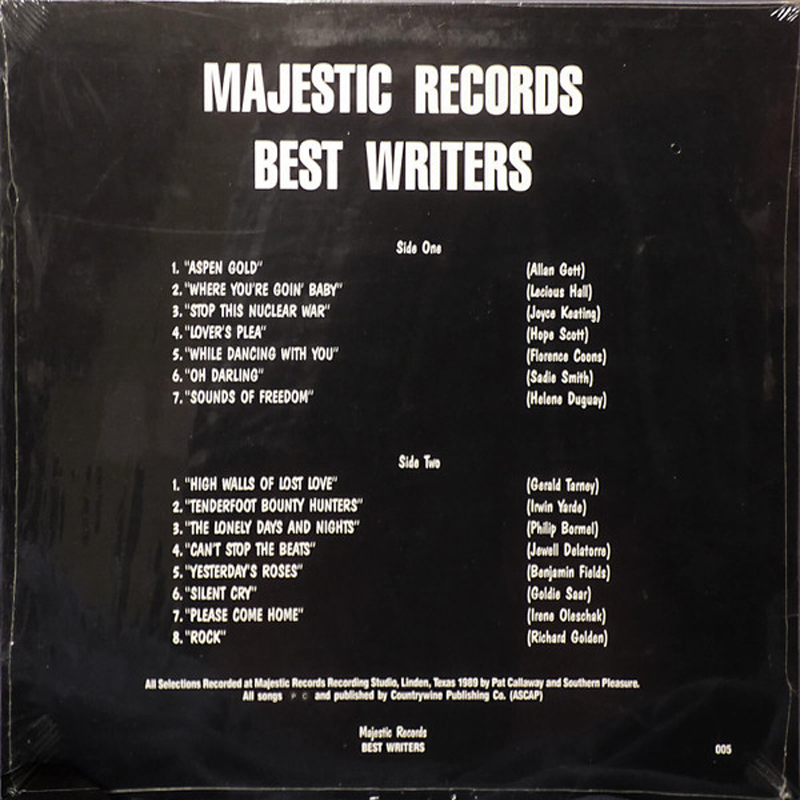 MAJESTIC RECORDS
BEST WRITERS
Side One
1. "ASPEN GOLD" (Allan Gott)
2. "WHERE YOU'RE GOIN' BABY" (Lecious Hall)
3. "STOP THIS NUCLEAR WAR" (Joyce Keating)
4. "LOVER'S PLEA" (Hope Scott)
5. "WHILE DANCING WITH YOU" (Florence Coons)
6. "OH DARLING" (Sadie Smith)
7. "SOUNDS OF FREEDOM" (Helene Duguay)
Side Two
1. "HIGH WALLS OF LOST LOVE" (Gerald Tarney)
2. "TENDERFOOT BOUNTY HUNTERS" (Irwin Yarde)
3. "THE LONELY DAYS AND NIGHTS" (Philip Bormel)
4. "CAN'T STOP THE BEATS" (Jewell Delatorre)
5. "YESTERDAY'S ROSES" (Benjamin Fields)
6. "SILENT CRY" (Goldie Saar)
7. "PLEASE COME HOME" (Irene Oleschak)
8. "ROCK" (Richard Golden)
All Selections Recorded at Majestic Records Recording Studio, Linden, Texas 1989 by Pat Callaway and Southern Pleasure.
All songs P C and published by Countrywine Publishing Co. (ASCAP)
Majestic Records
BEST WRITERS
005